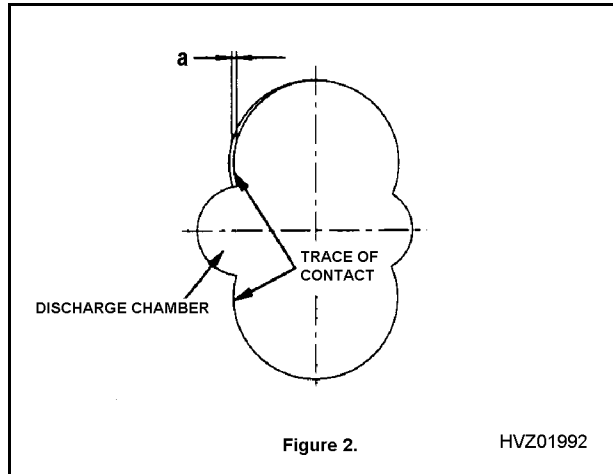 a
TRACE OF
CONTACT
DISCHARGE CHAMBER
Figure 2.
HVZ01992